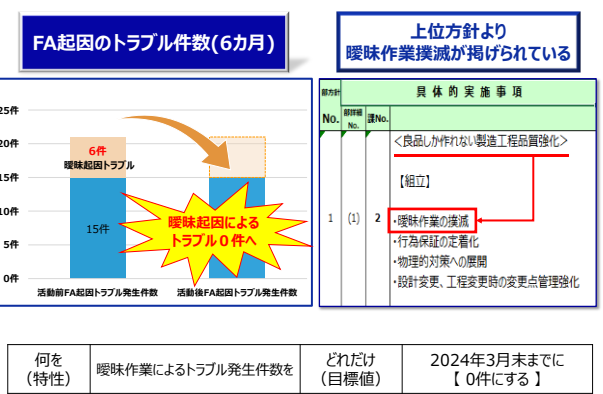 FA起因のトラブル件数(6カ月)
上位方針より
曖昧作業撲滅が掲げられている
25件
20件
15件
10件
5件
0件
6件
曖昧起因トラブル
15件
曖昧起因による
トラブル0件へ
活動前FA起因トラブル発生件数
活動後FA起因トラブル発生件数
部方針
No.
部詳細
No.
課No.
具体的実施事項
<良品しか作れない製造工程品質強化>
【組立】
1
(1)
2
・曖昧作業の撲滅
・行為保証の定着化
・物理的対策への展開
・設計変更、工程変更時の変更点管理強化
何を
(特性)
曖昧作業によるトラブル発生件数を
どれだけ
(目標値)
2024年3月末までに
【 0件にする 】